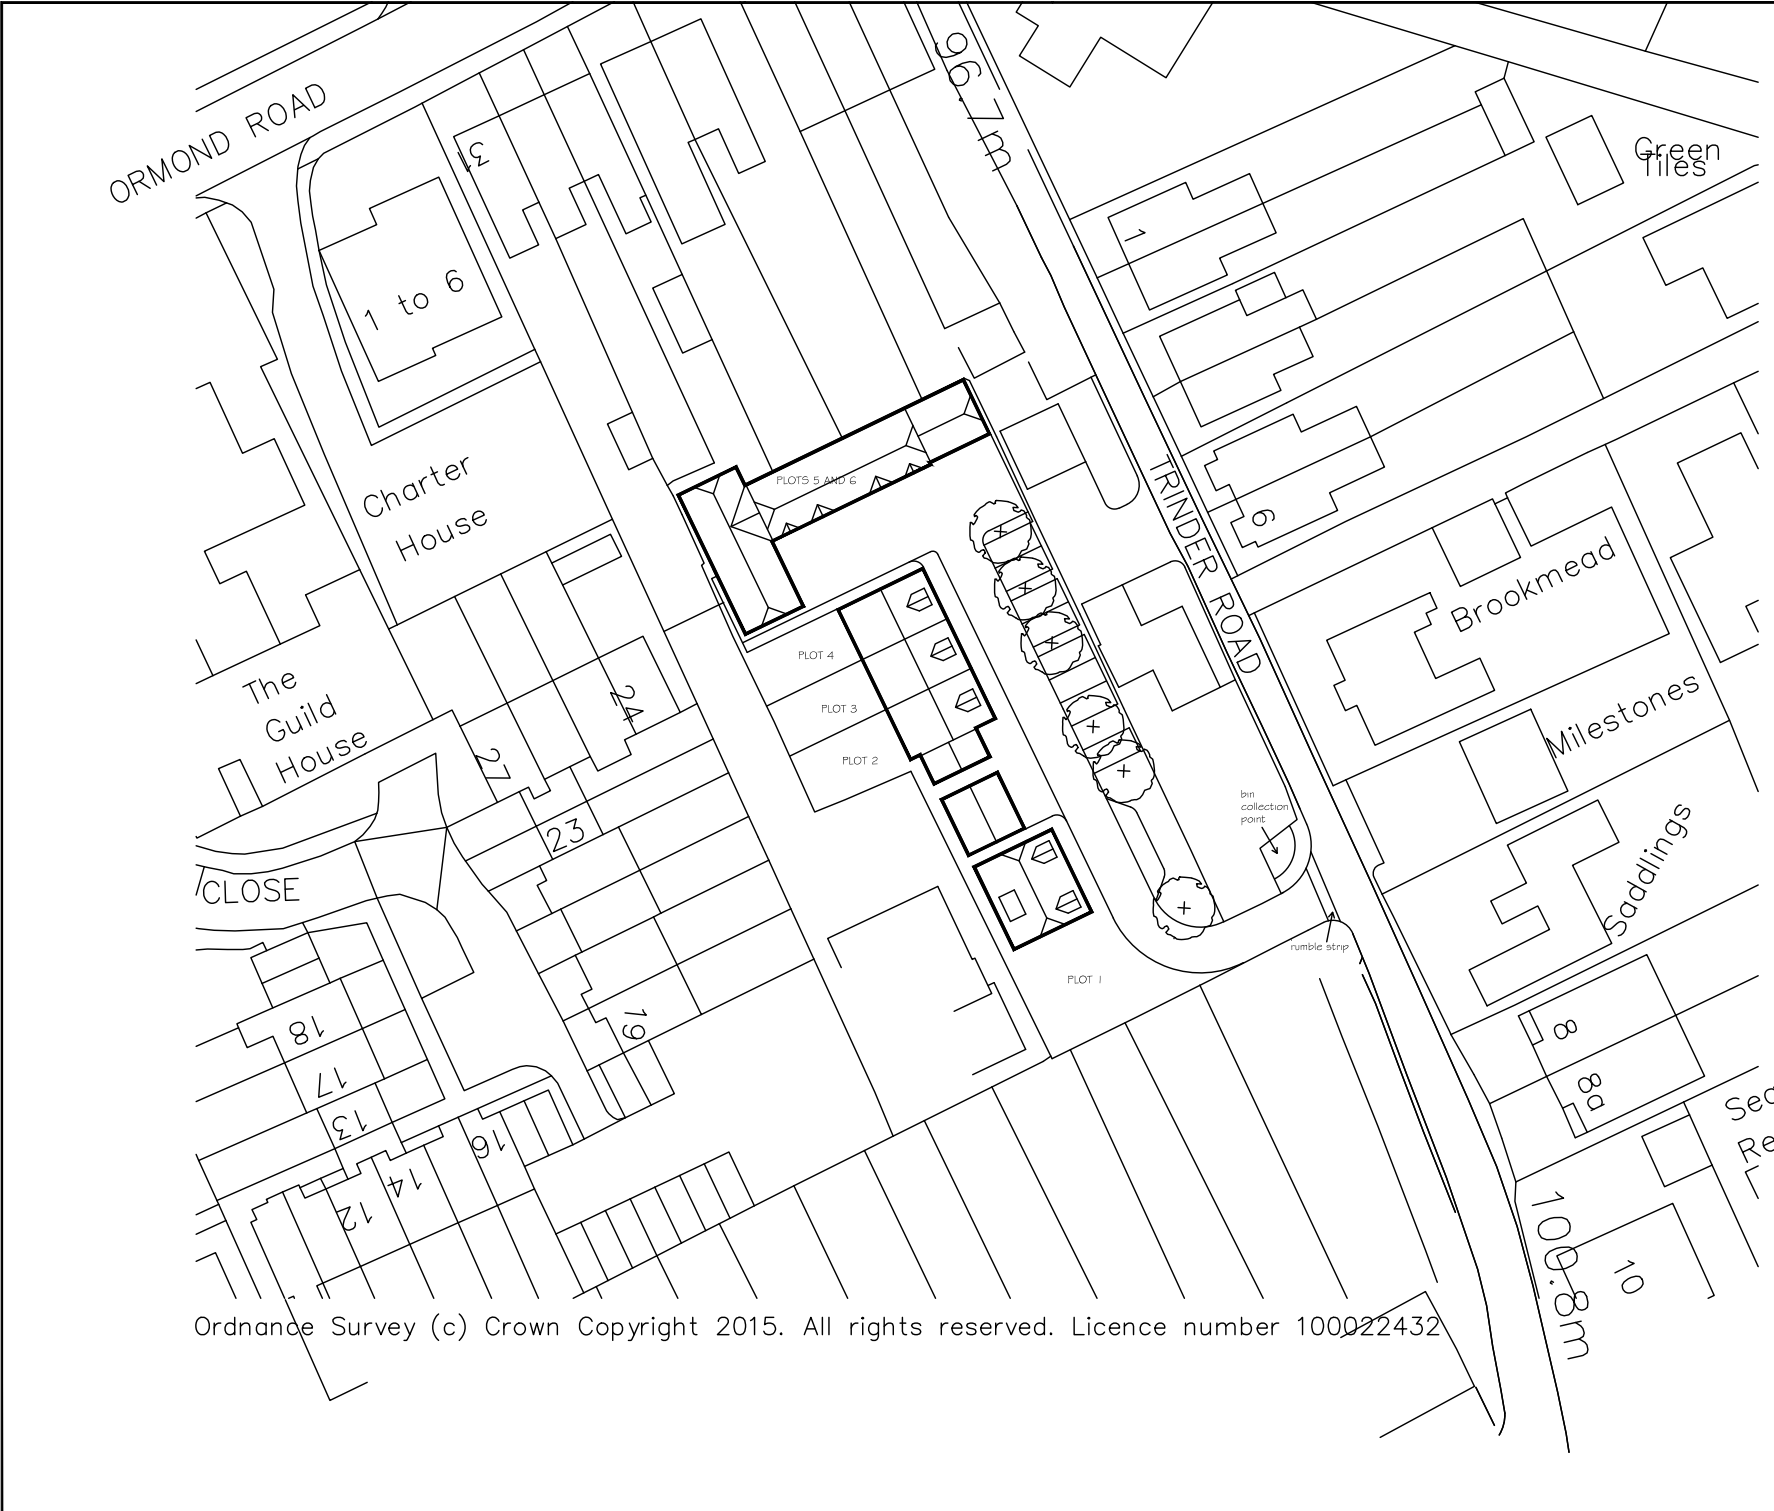 ORMOND ROAD
96.7m
31
Green
Tiles
1
1 to 6
Charter
House
PLOTS 5 AND 6
TRINDER ROAD
6
Brookmead
The
Guild
House
24
PLOT 4
PLOT 3
PLOT 2
Milestones
27
23
bin
collection
point
CLOSE
Saddlings
rumble strip
PLOT 1
18
17
13
19
16
14
12
8
8a
Sec
Re
100.8m
10
Ordnance Survey (c) Crown Copyright 2015. All rights reserved. Licence number 100022432